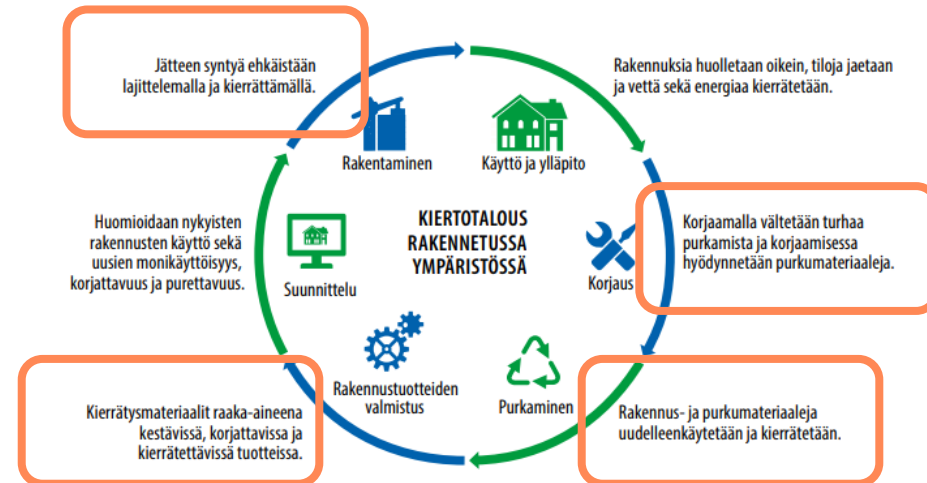 Jätteen syntyä ehkäistään
lajittelemalla ja kierrättämällä.
Rakennuksia huolletaan oikein, tiloja jaetaan
ja vettä sekä energiaa kierrätetään.
Rakentaminen
Käyttö ja ylläpito
Huomioidaan nykyisten
rakennusten käyttö sekä
uusien monikäyttöisyys,
korjattavuus ja purettavuus.
Suunnittelu
KIERTOTALOUS
RAKENNETUSSA
YMPÄRISTÖSSÄ
Korjaus
Korjaamalla vältetään turhaa
purkamista ja korjaamisessa
hyödynnetään purkumateriaaleja.
Kierrätysmateriaalit raaka-aineena
kestävissä, korjattavissa ja
kierrätettävissä tuotteissa.
Rakennustuotteiden
valmistus
Purkaminen
Rakennus- ja purkumateriaaleja
uudelleenkäytetään ja kierrätetään.